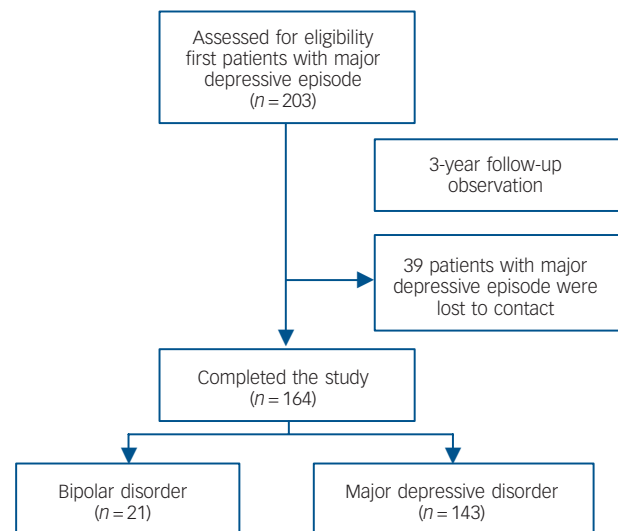 Assessed for eligibility
first patients with major
depressive episode
(n = 203)
3-year follow-up
observation
39 patients with major
depressive episode were
lost to contact
Completed the study
(n = 164)
Bipolar disorder
(n = 21)
Major depressive disorder
(n = 143)